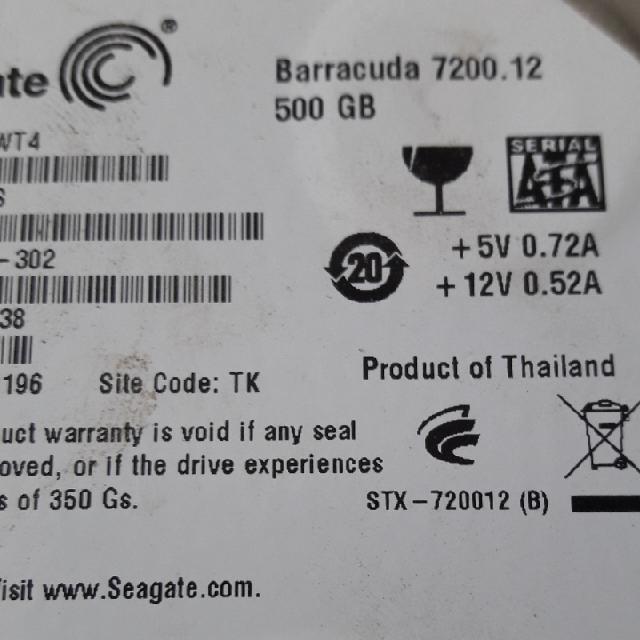 ate ®
Barracuda 7200.12
500 GB
WT4
SERIAL
ATA
S
+5V 0.72A
+12V 0.52A
20
-302
38
Product of Thailand
196 Site Code: TK
uct warranty is void if any seal
oved, or if the drive experiences
s of 350 Gs.
STX-720012 (B)
isit www.Seagate.com.